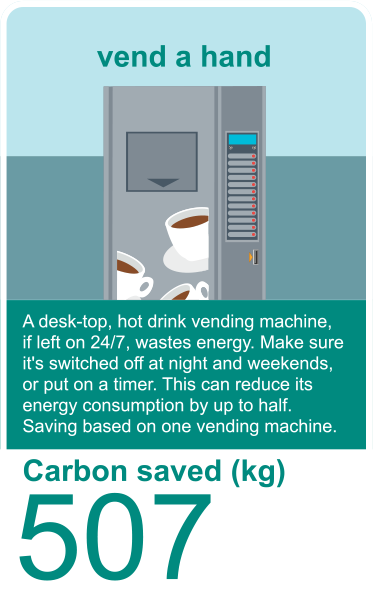 vend a hand
A desk-top, hot drink vending machine,
if left on 24/7, wastes energy. Make sure
it's switched off at night and weekends,
or put on a timer. This can reduce its
energy consumption by up to half.
Saving based on one vending machine.
Carbon saved (kg)
507